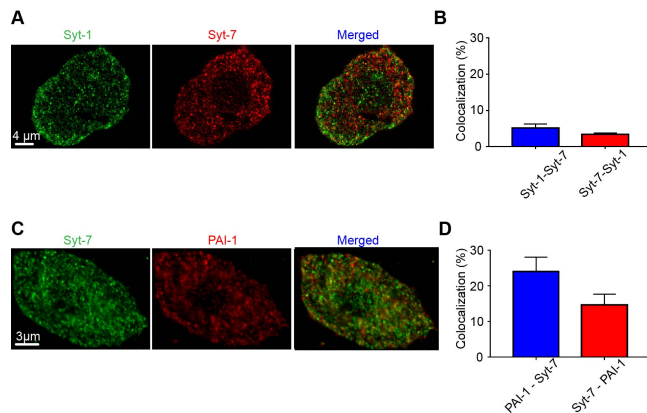 A
Syt-1
Syt-7
Merged
4 µm
B
Colocalization (%)
30
20
10
0
Syt-1-Syt-7
Syt-7-Syt-1
C
Syt-7
PAI-1
Merged
3µm
D
Colocalization (%)
30
20
10
0
PAI-1 - Syt-7
Syt-7 - PAI-1